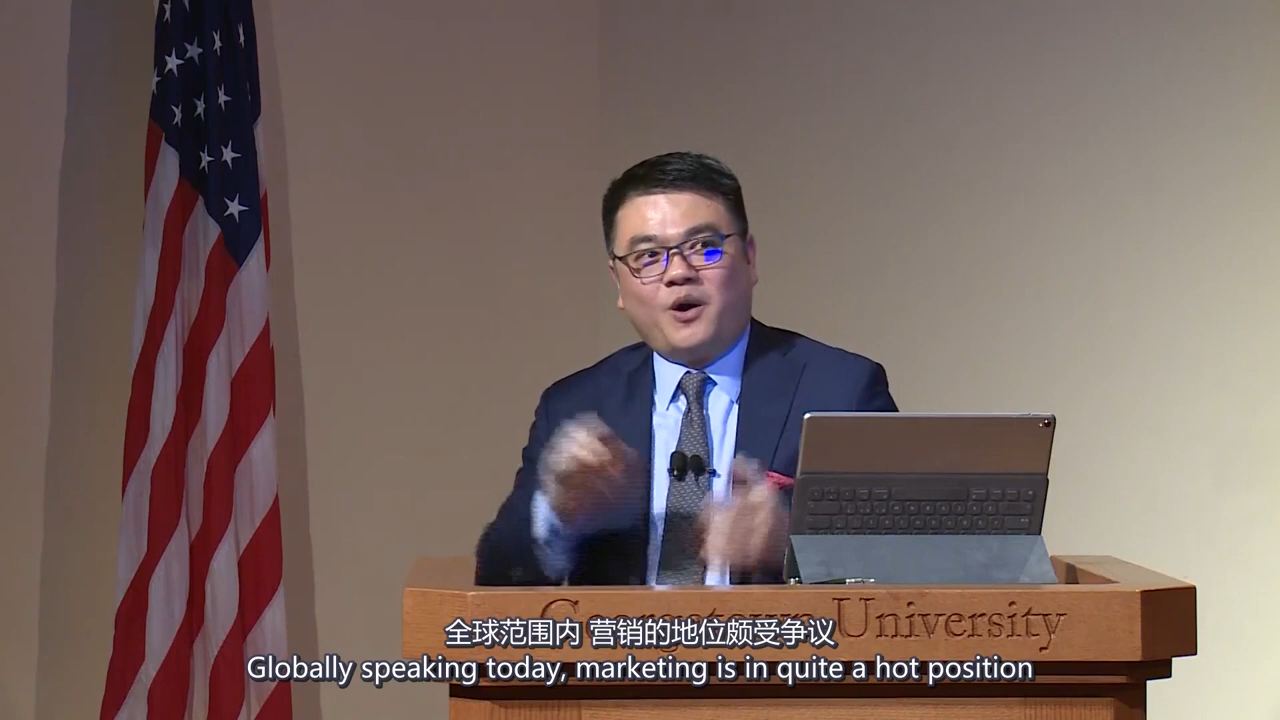 Georgetown University
全球范围内 营销的地位颇受争议
Globally speaking today, marketing is in quite a hot position